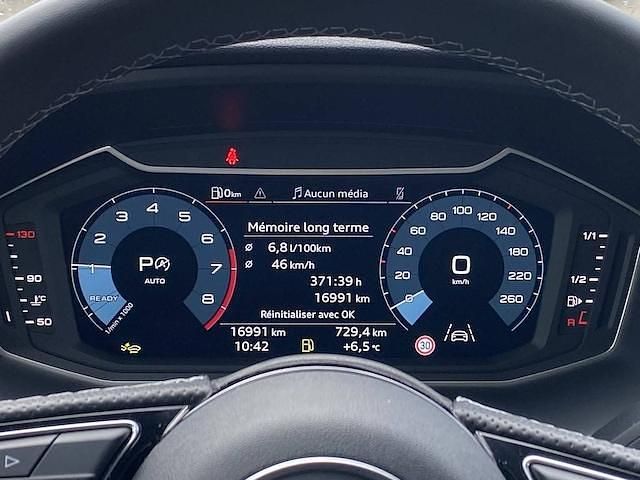 0km Aucun média
Mémoire long terme
ø 6,8 l/100km
ø 46 km/h
371:39 h
16991 km
Réinitialiser avec OK
16991 km 729,4 km
10:42 +6,5 °C
1 2 3 4 5 6 7 8
P A
AUTO
READY
1/min x 1000
0 20 40 60 80 100 120 140 180 220 260
0
km/h
30
130
90
°C
50
1/1
1/2
R